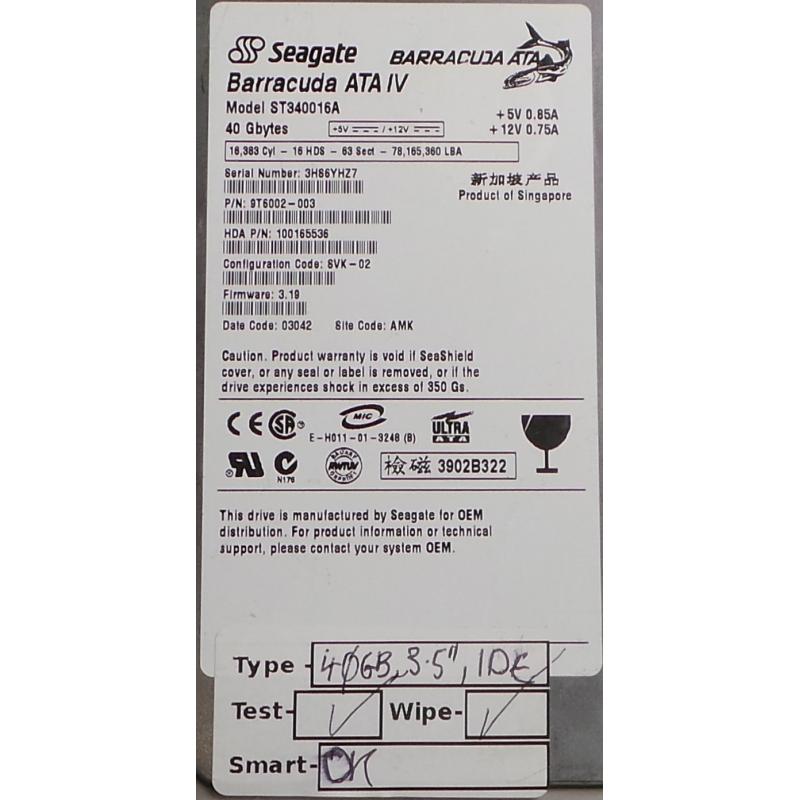 Seagate BARRACUDA ATA
Barracuda ATA IV
Model ST340016A
+5V 0.85A
40 Gbytes +5V / +12V +12V 0.75A
16,383 Cyl - 16 HDS - 63 Sect - 78,165,360 LBA
Serial Number: 3HS6YHZ7
新加坡产品
P/N: 9T6002-003
Product of Singapore
HDA P/N: 100165536
Configuration Code: SVK-02
Firmware: 3.19
Date Code: 03042 Site Code: AMK
Caution. Product warranty is void if SeaShield
cover, or any seal or label is removed, or if the
drive experiences shock in excess of 350 Gs.
CE SA MIC ULTRA ATA
E-H011-01-3248 (B)
N176 RWTUV 檢磁 3902B322
This drive is manufactured by Seagate for OEM
distribution. For product information or technical
support, please contact your system OEM.
Type - 40GB, 3.5", IDE
Test- ✓ Wipe- ✓
Smart- OK